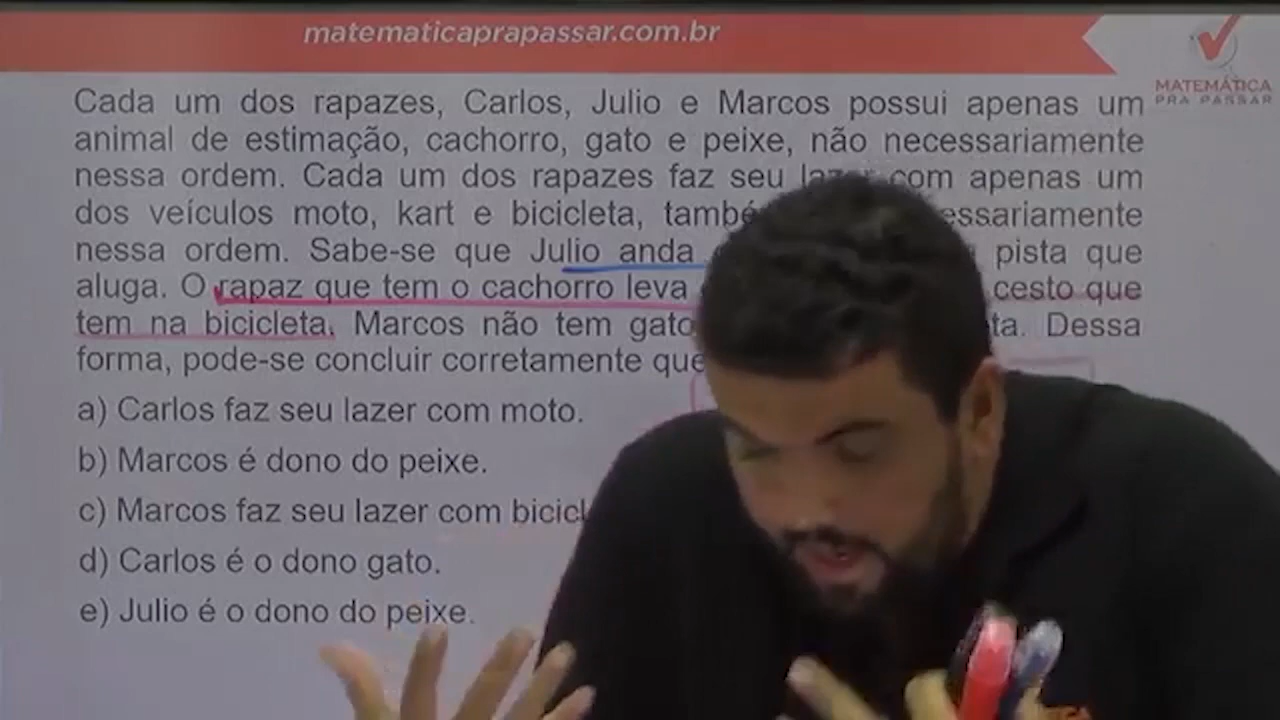 matematicaprapassar.com.br
MATEMÁTICA
PRA PASSAR
Cada um dos rapazes, Carlos, Julio e Marcos possui apenas um
animal de estimação, cachorro, gato e peixe, não necessariamente
nessa ordem. Cada um dos rapazes faz seu lazer com apenas um
dos veículos moto, kart e bicicleta,
nessa ordem. Sabe-se que Julio anda pista que
aluga. O rapaz que tem o cachorro leva cesto que
tem na bicicleta. Marcos não tem gato Dessa
forma, pode-se concluir corretamente que
a) Carlos faz seu lazer com moto.
b) Marcos é dono do peixe.
c) Marcos faz seu lazer com
d) Carlos é o dono gato.
e) Julio é o dono do peixe.